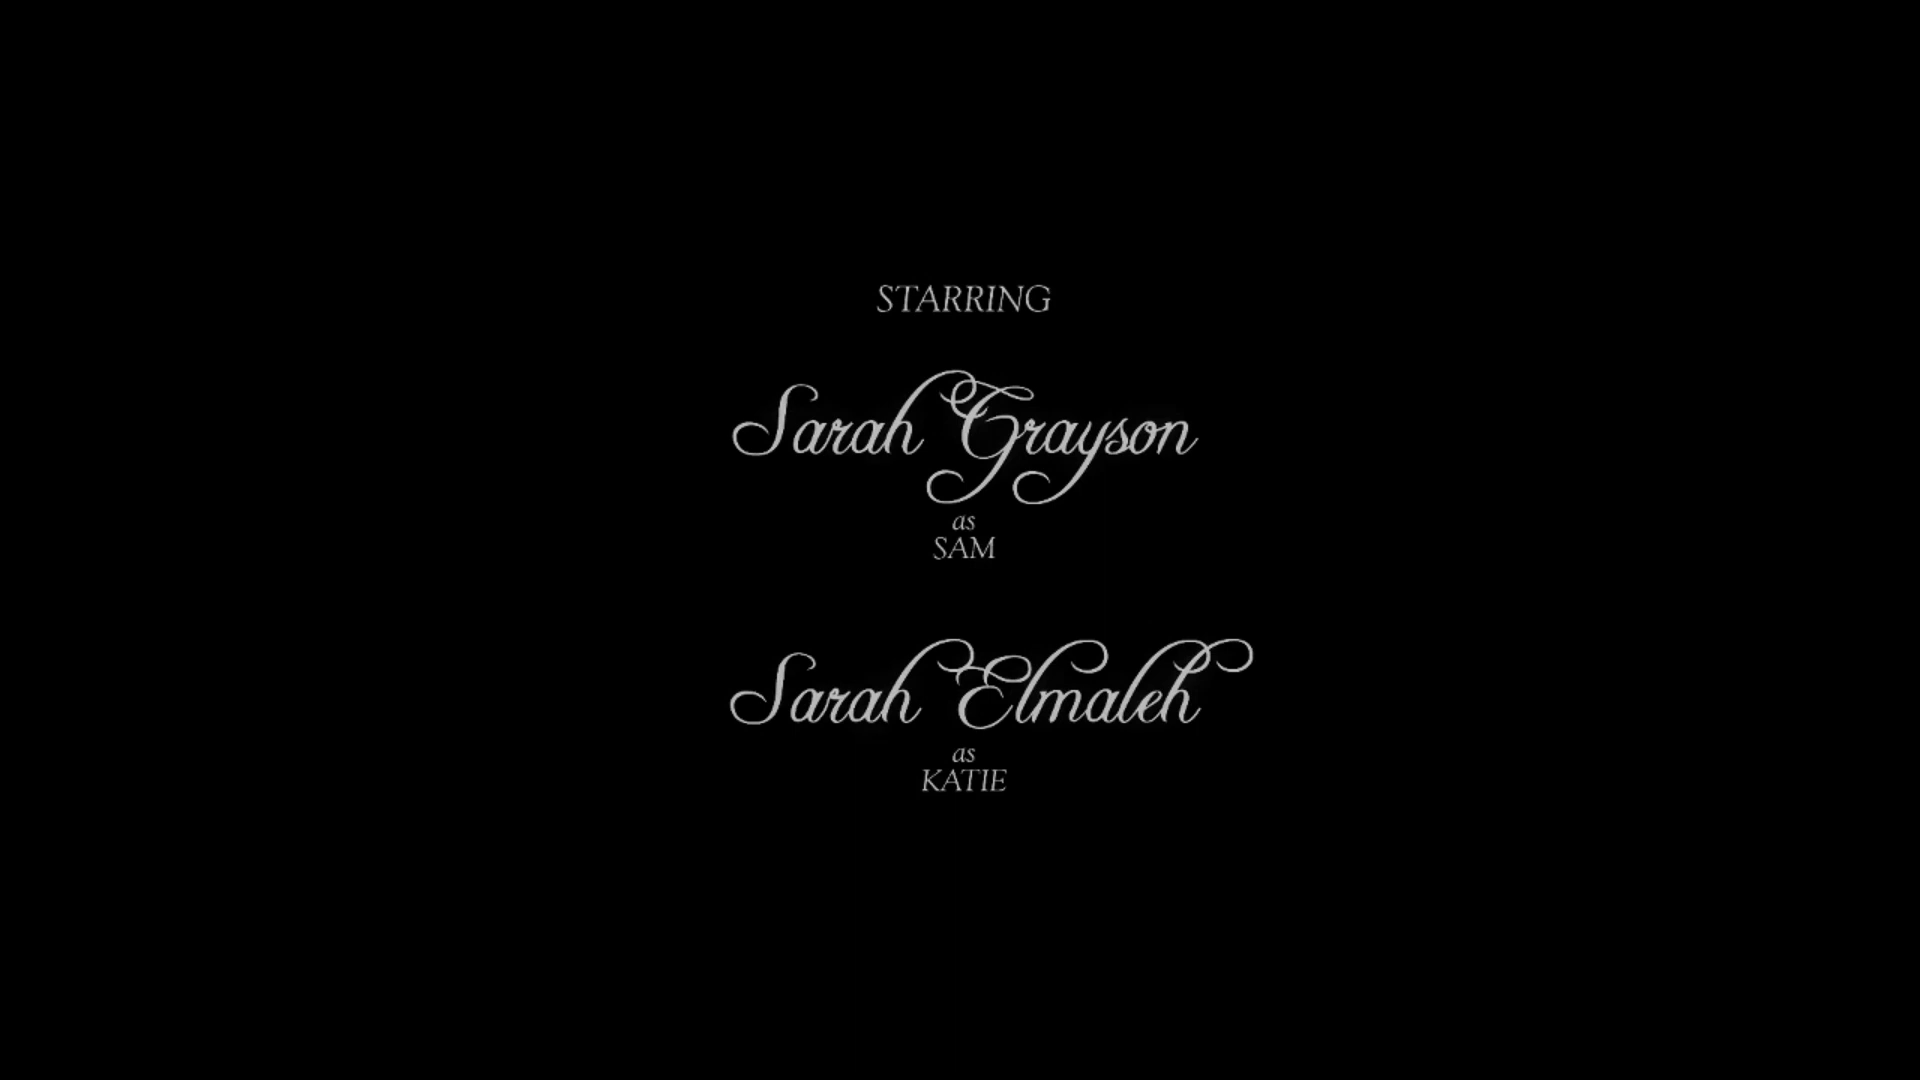 STARRING
Sarah Grayson
as
SAM
Sarah Elmaleh
as
KATIE